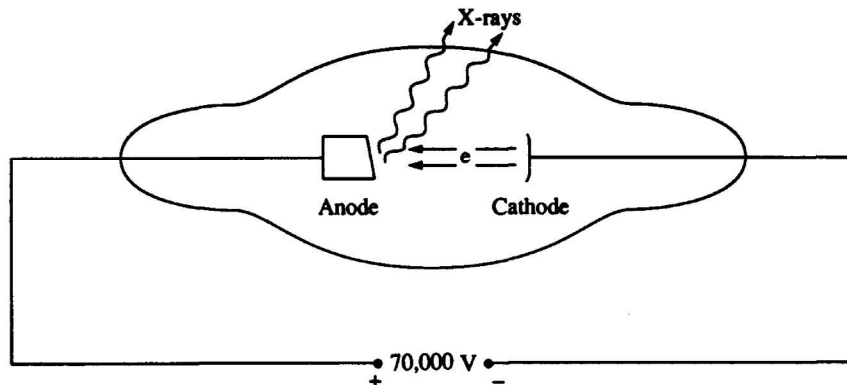 X-rays
e
Anode
Cathode
70,000 V
+ −